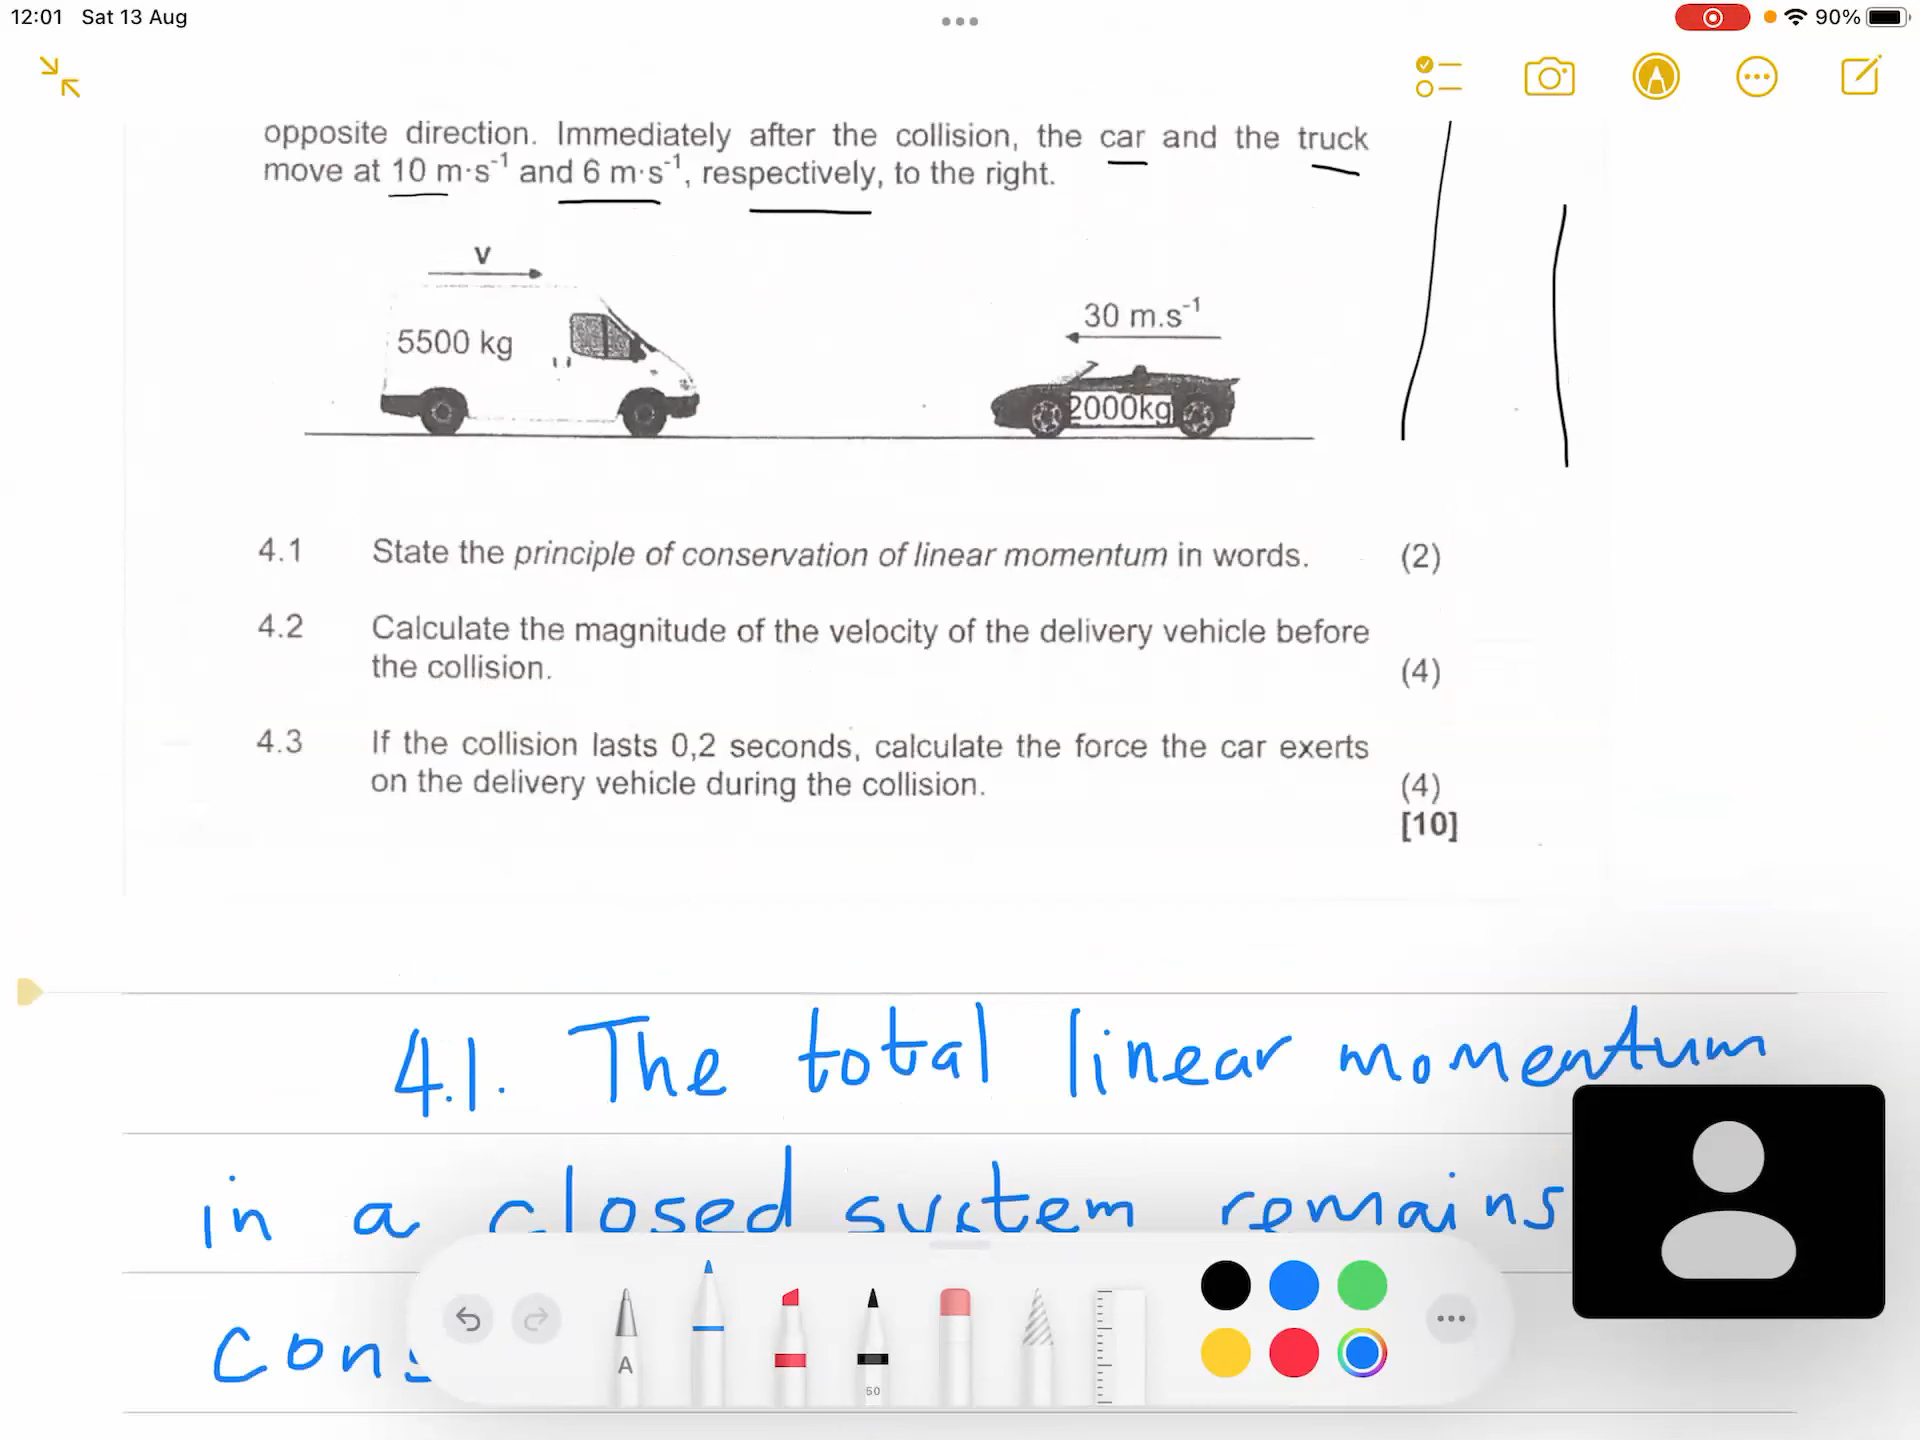 12:01 Sat 13 Aug
90%
opposite direction. Immediately after the collision, the car and the truck
move at 10 m·s⁻¹ and 6 m·s⁻¹, respectively, to the right.
v
30 m.s⁻¹
5500 kg
2000kg
4.1 State the principle of conservation of linear momentum in words. (2)
4.2 Calculate the magnitude of the velocity of the delivery vehicle before
the collision. (4)
4.3 If the collision lasts 0,2 seconds, calculate the force the car exerts
on the delivery vehicle during the collision. (4)
[10]
4.1. The total linear momentum
in a closed system remains
A
50